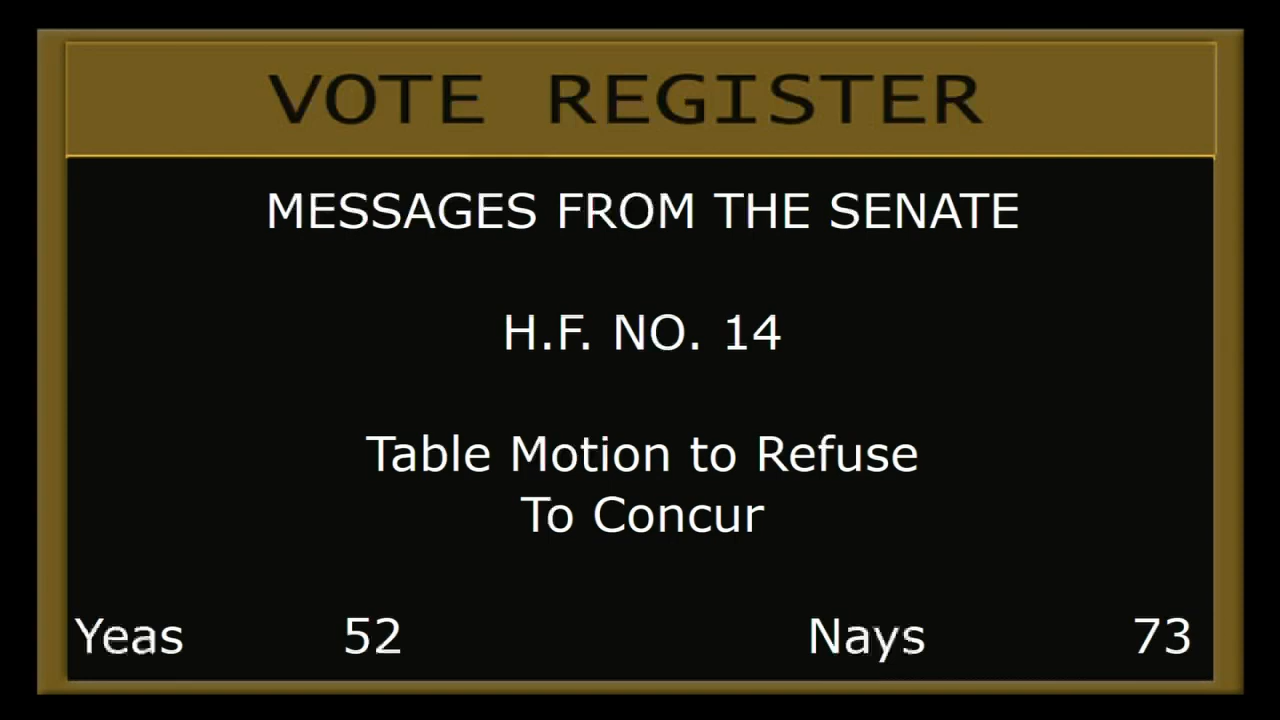 VOTE REGISTER
MESSAGES FROM THE SENATE
H.F. NO. 14
Table Motion to Refuse
To Concur
Yeas 52 Nays 73